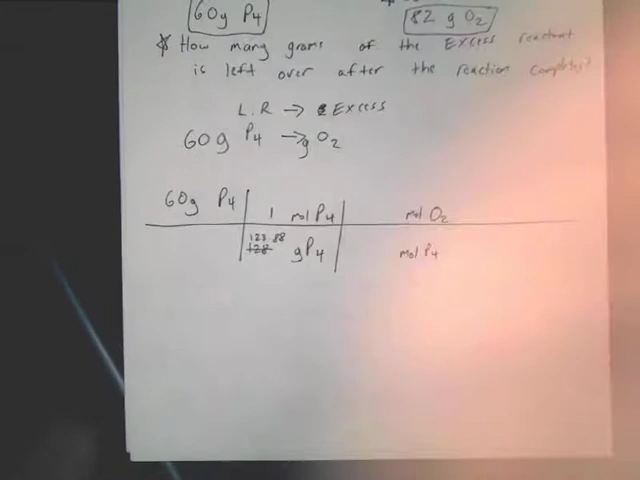 60g P4 82 g O2
* How many grams of the Excess reactant
is left over after the reaction
L.R → Excess
60g P4 → g O2
60g P4 1 mol P4 mol O2
123.88
128 g P4 mol P4